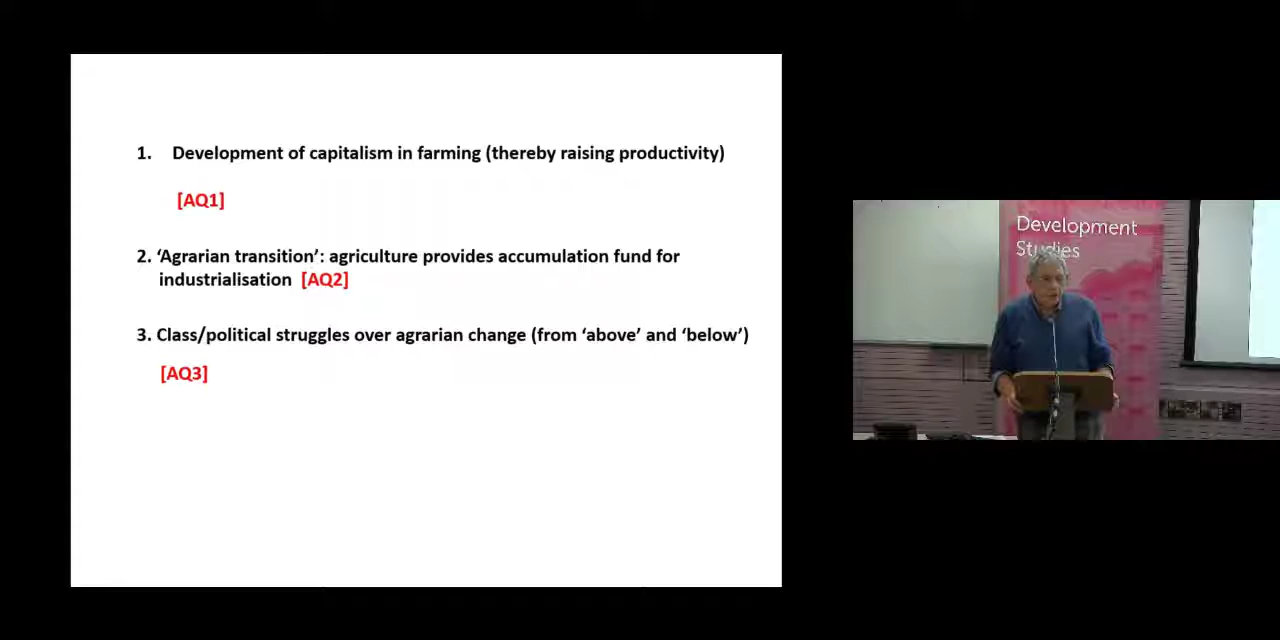 1. Development of capitalism in farming (thereby raising productivity)
[AQ1]
2. ‘Agrarian transition’: agriculture provides accumulation fund for
industrialisation [AQ2]
3. Class/political struggles over agrarian change (from ‘above’ and ‘below’)
[AQ3]
Development
Studies